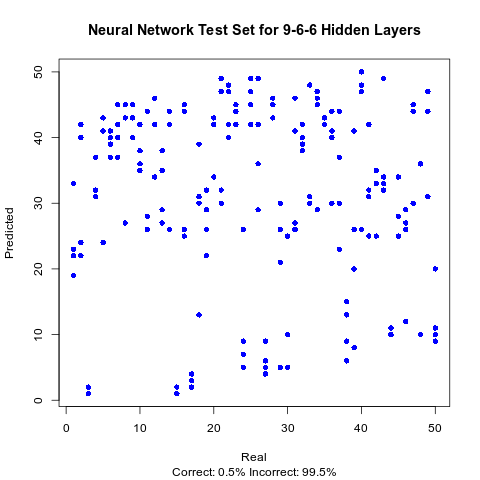 Neural Network Test Set for 9-6-6 Hidden Layers
Predicted
50
40
30
20
10
0
0 10 20 30 40 50
Real
Correct: 0.5% Incorrect: 99.5%